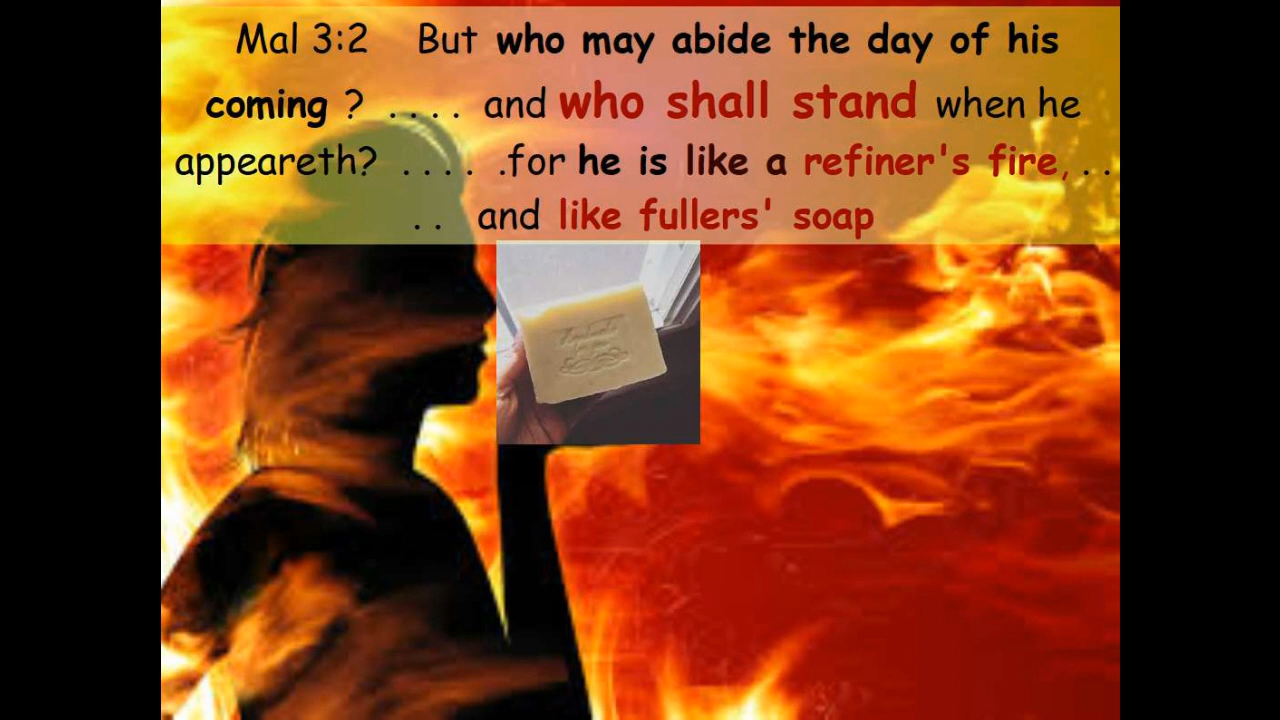 Mal 3:2 But who may abide the day of his
coming ? . . . . and who shall stand when he
appeareth? . . . . .for he is like a refiner's fire, . .
. . and like fullers' soap